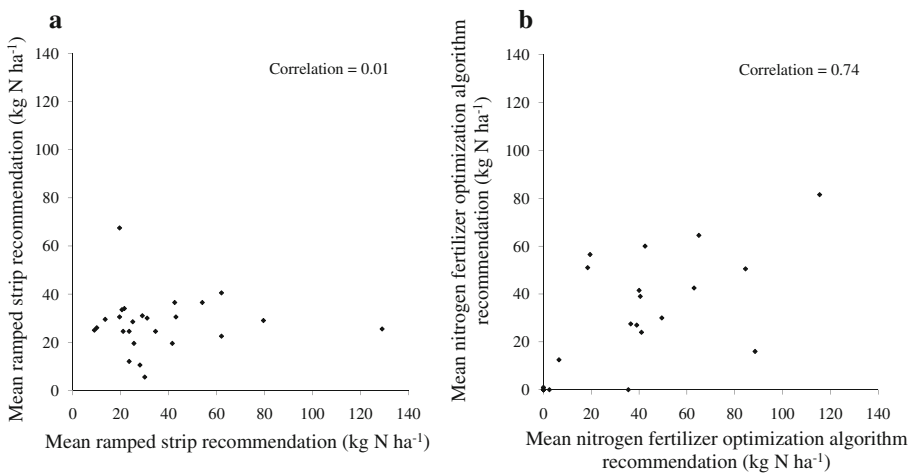 a
Mean ramped strip recommendation (kg N ha-1)
140
120
100
80
60
40
20
0
Correlation = 0.01
0 20 40 60 80 100 120 140
Mean ramped strip recommendation (kg N ha-1)
b
Mean nitrogen fertilizer optimization algorithm
recommendation (kg N ha-1)
140
120
100
80
60
40
20
0
Correlation = 0.74
0 20 40 60 80 100 120 140
Mean nitrogen fertilizer optimization algorithm
recommendation (kg N ha-1)